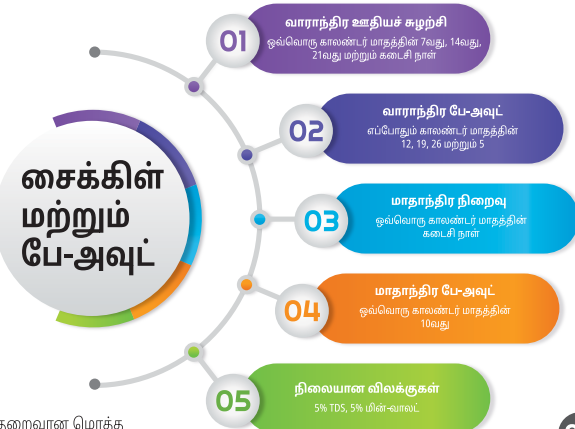 சைக்கிள்
மற்றும்
பே-அவுட்
01
வாராந்திர ஊதியச் சுழற்சி
ஒவ்வொரு காலண்டர் மாதத்தின் 7வது, 14வது,
21வது மற்றும் கடைசி நாள்
02
வாராந்திர பே-அவுட்
எப்போதும் காலண்டர் மாதத்தின்
12, 19, 26 மற்றும் 5
03
மாதாந்திர நிறைவு
ஒவ்வொரு காலண்டர் மாதத்தின்
கடைசி நாள்
04
மாதாந்திர பே-அவுட்
ஒவ்வொரு காலண்டர் மாதத்தின்
10வது
05
நிலையான விலக்குகள்
5% TDS, 5% மின்-வாலட்
மொத்த